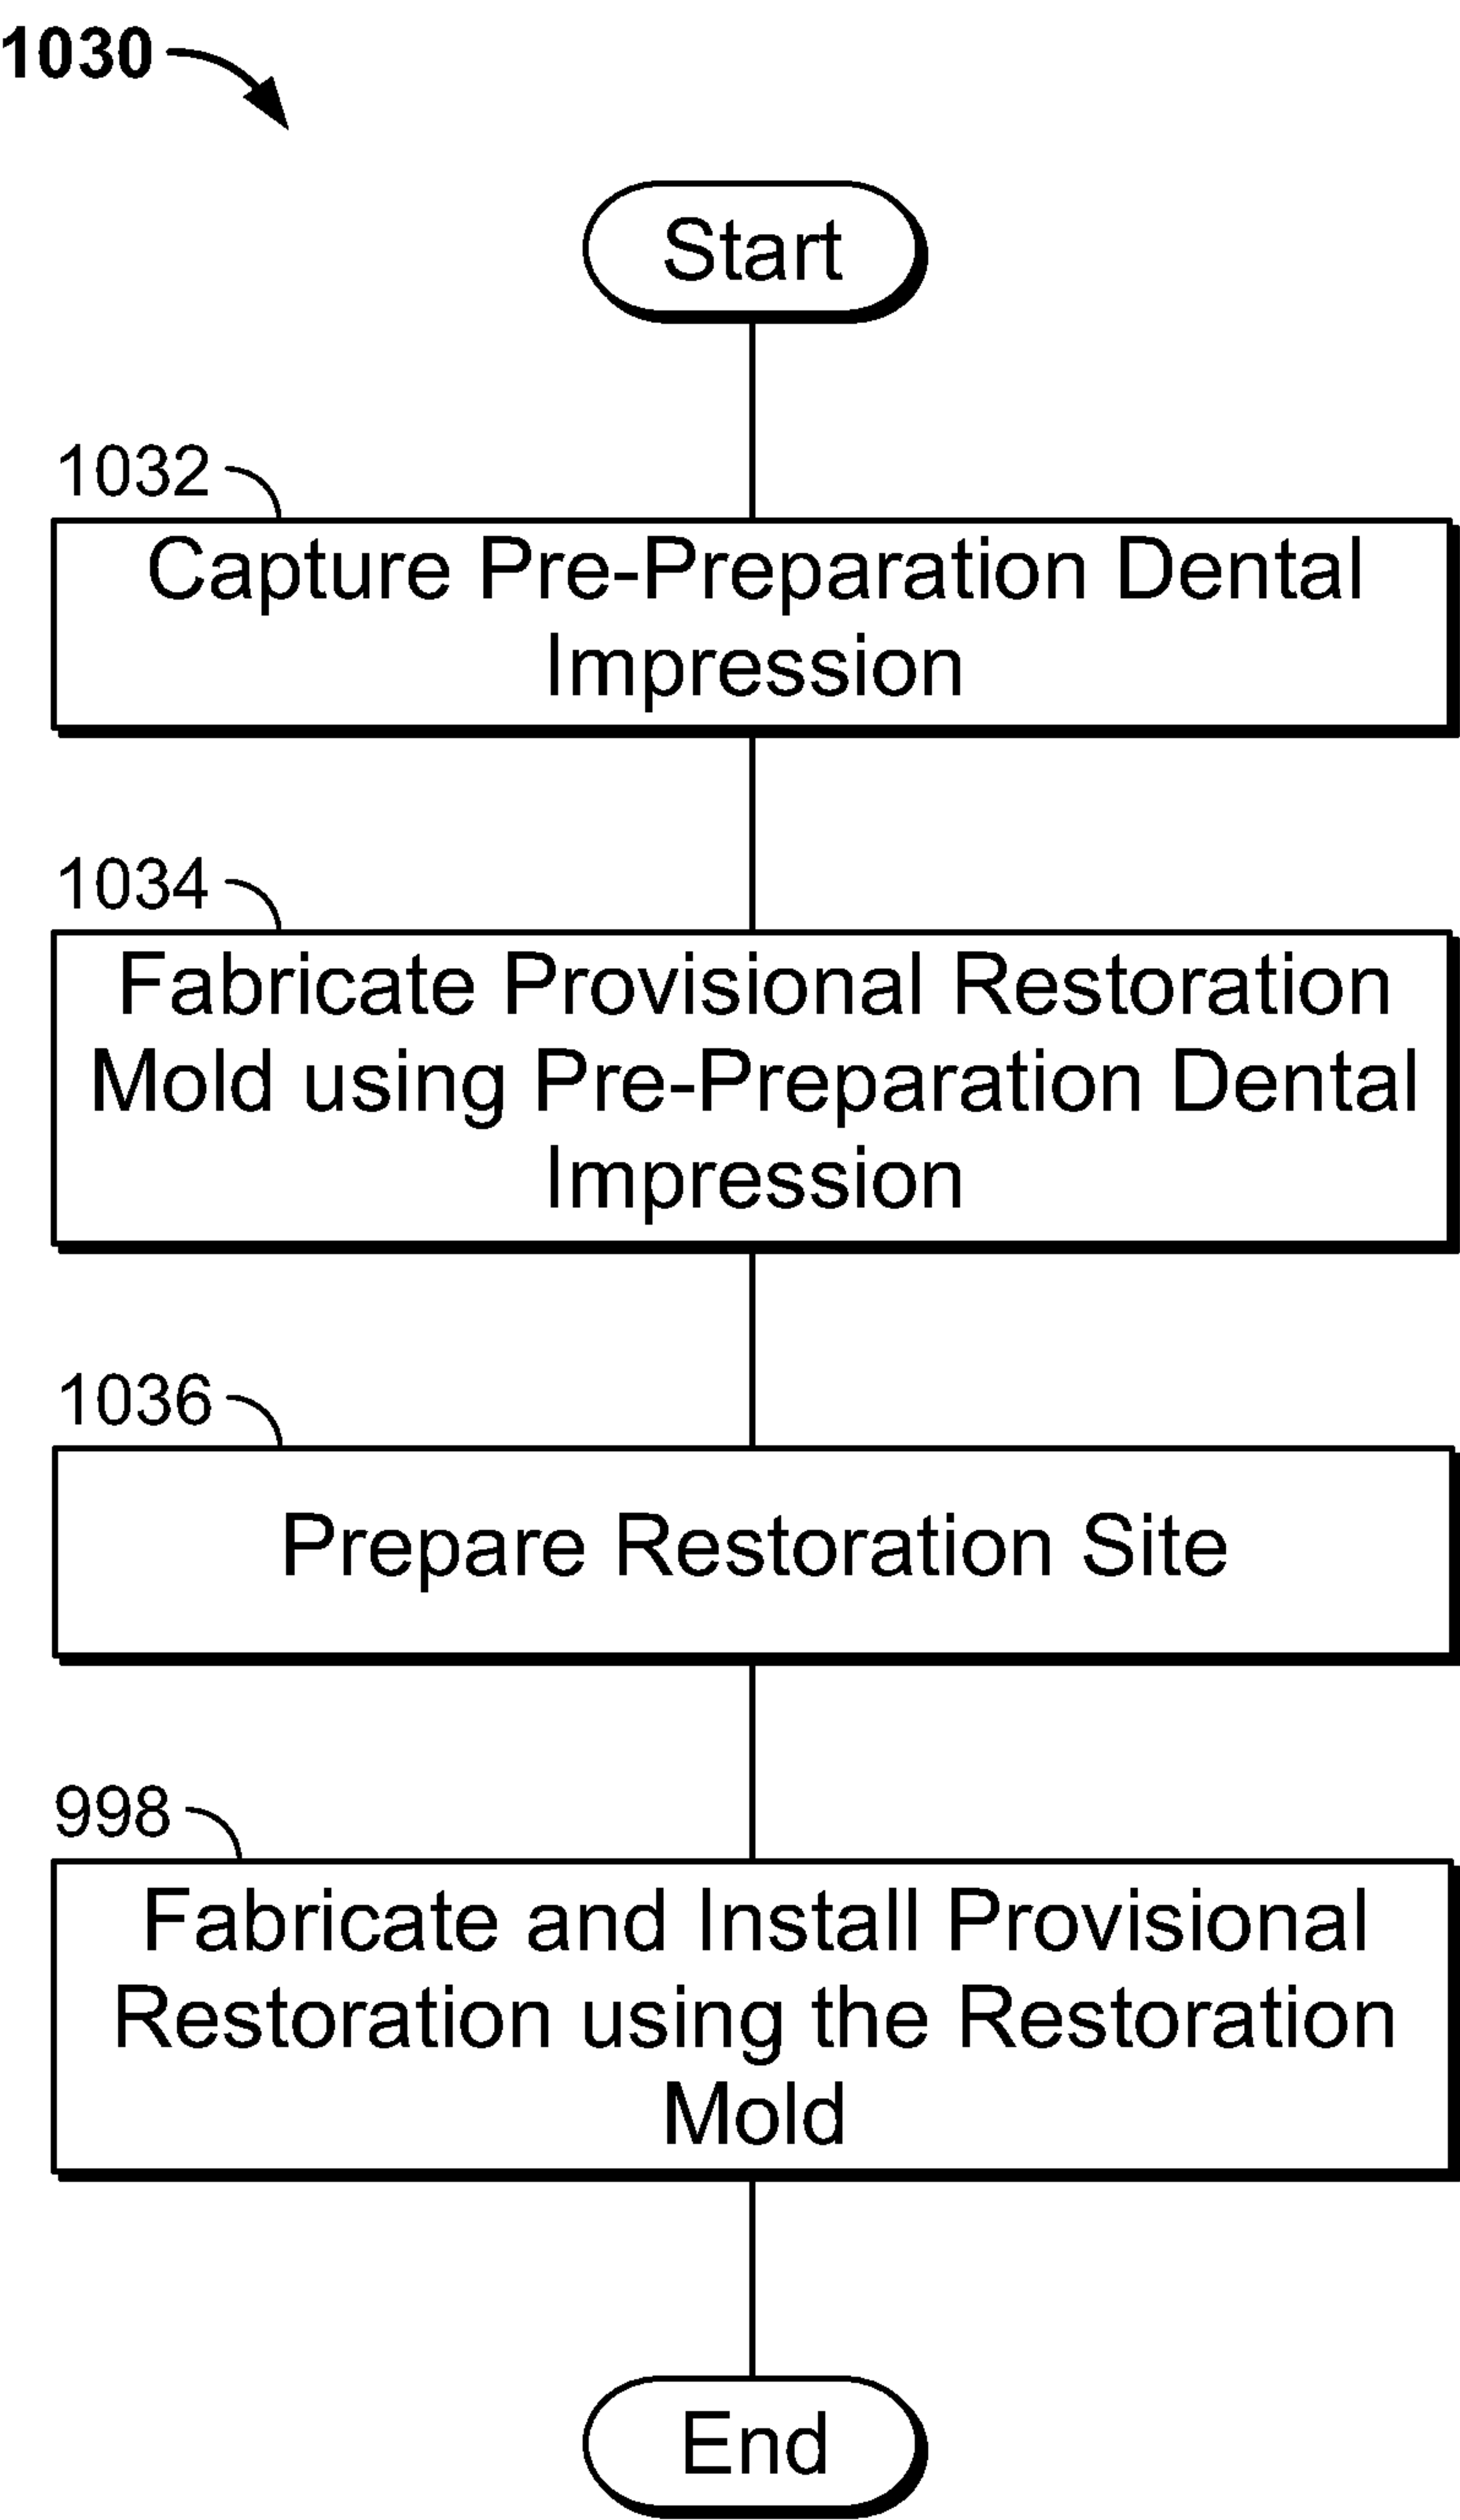 1030
Start
1032
Capture Pre-Preparation Dental
Impression
1034
Fabricate Provisional Restoration
Mold using Pre-Preparation Dental
Impression
1036
Prepare Restoration Site
998
Fabricate and Install Provisional
Restoration using the Restoration
Mold
End